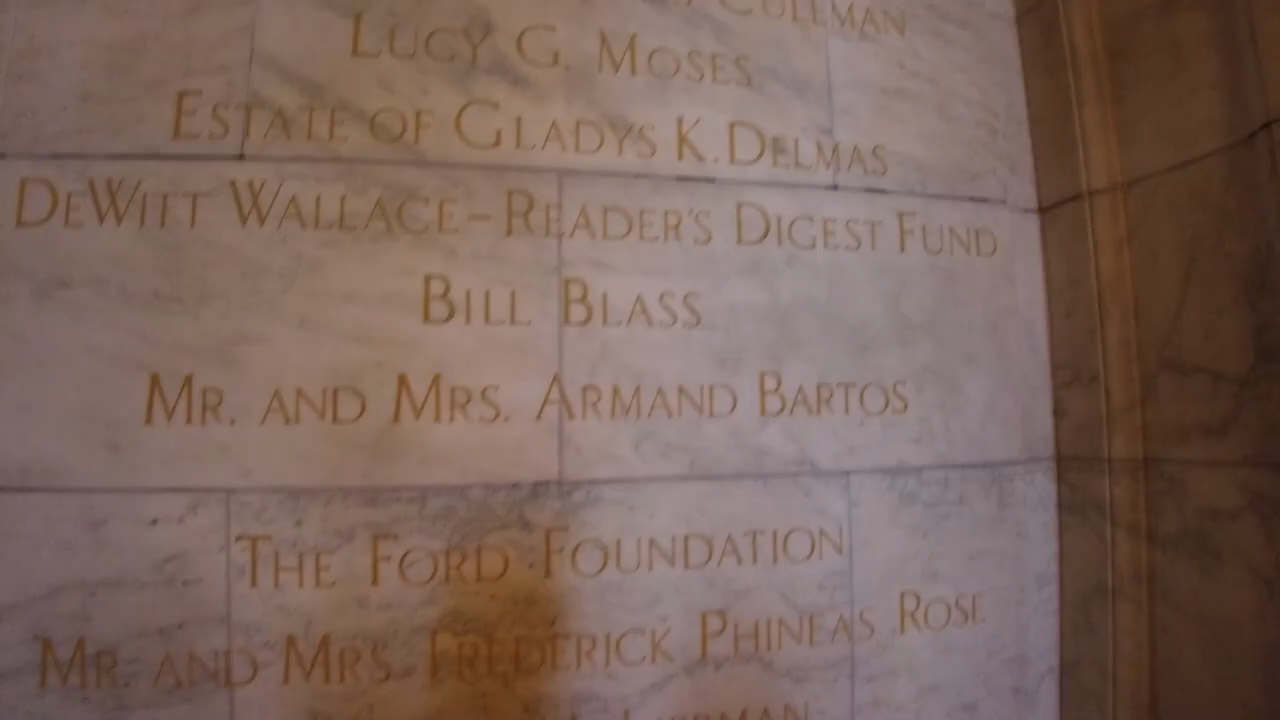 CULLMAN
LUCY G. MOSES
ESTATE OF GLADYS K. DELMAS
DEWITT WALLACE-READER'S DIGEST FUND
BILL BLASS
MR. AND MRS. ARMAND BARTOS
THE FORD FOUNDATION
MR. AND MRS. FREDERICK PHINEAS ROSE